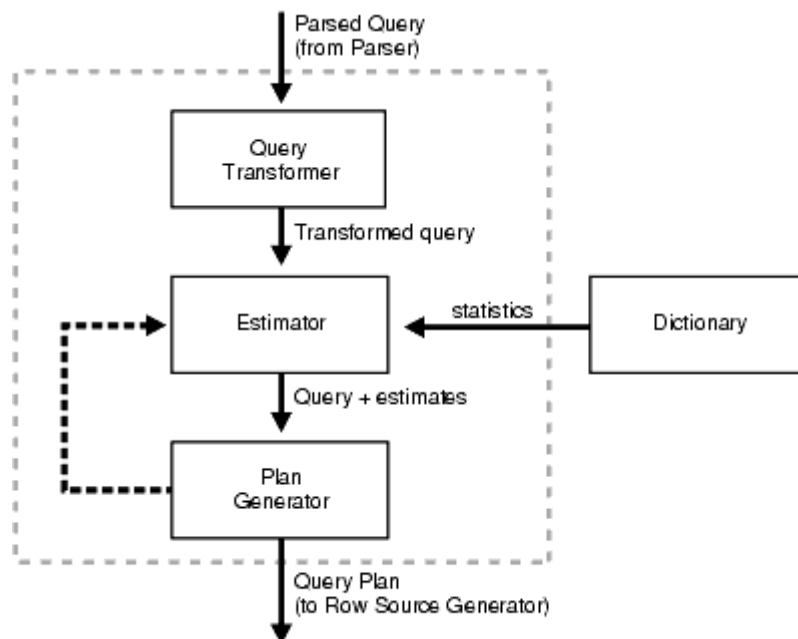 Parsed Query
(from Parser)
Query
Transformer
Transformed query
Estimator
statistics
Dictionary
Query + estimates
Plan
Generator
Query Plan
(to Row Source Generator)